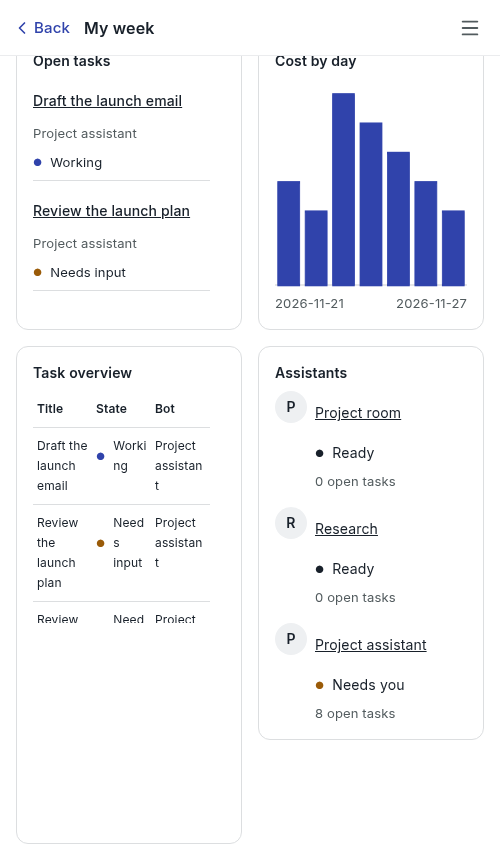 Back My week
Open tasks
Draft the launch email
Project assistant
Working
Review the launch plan
Project assistant
Needs input
Cost by day
2026-11-21 2026-11-27
Task overview
Title State Bot
Draft the Worki Project
launch ng assistan
email t
Review Need Project
the s assistan
launch input t
plan
Review Need Project
Assistants
P Project room
Ready
0 open tasks
R Research
Ready
0 open tasks
P Project assistant
Needs you
8 open tasks